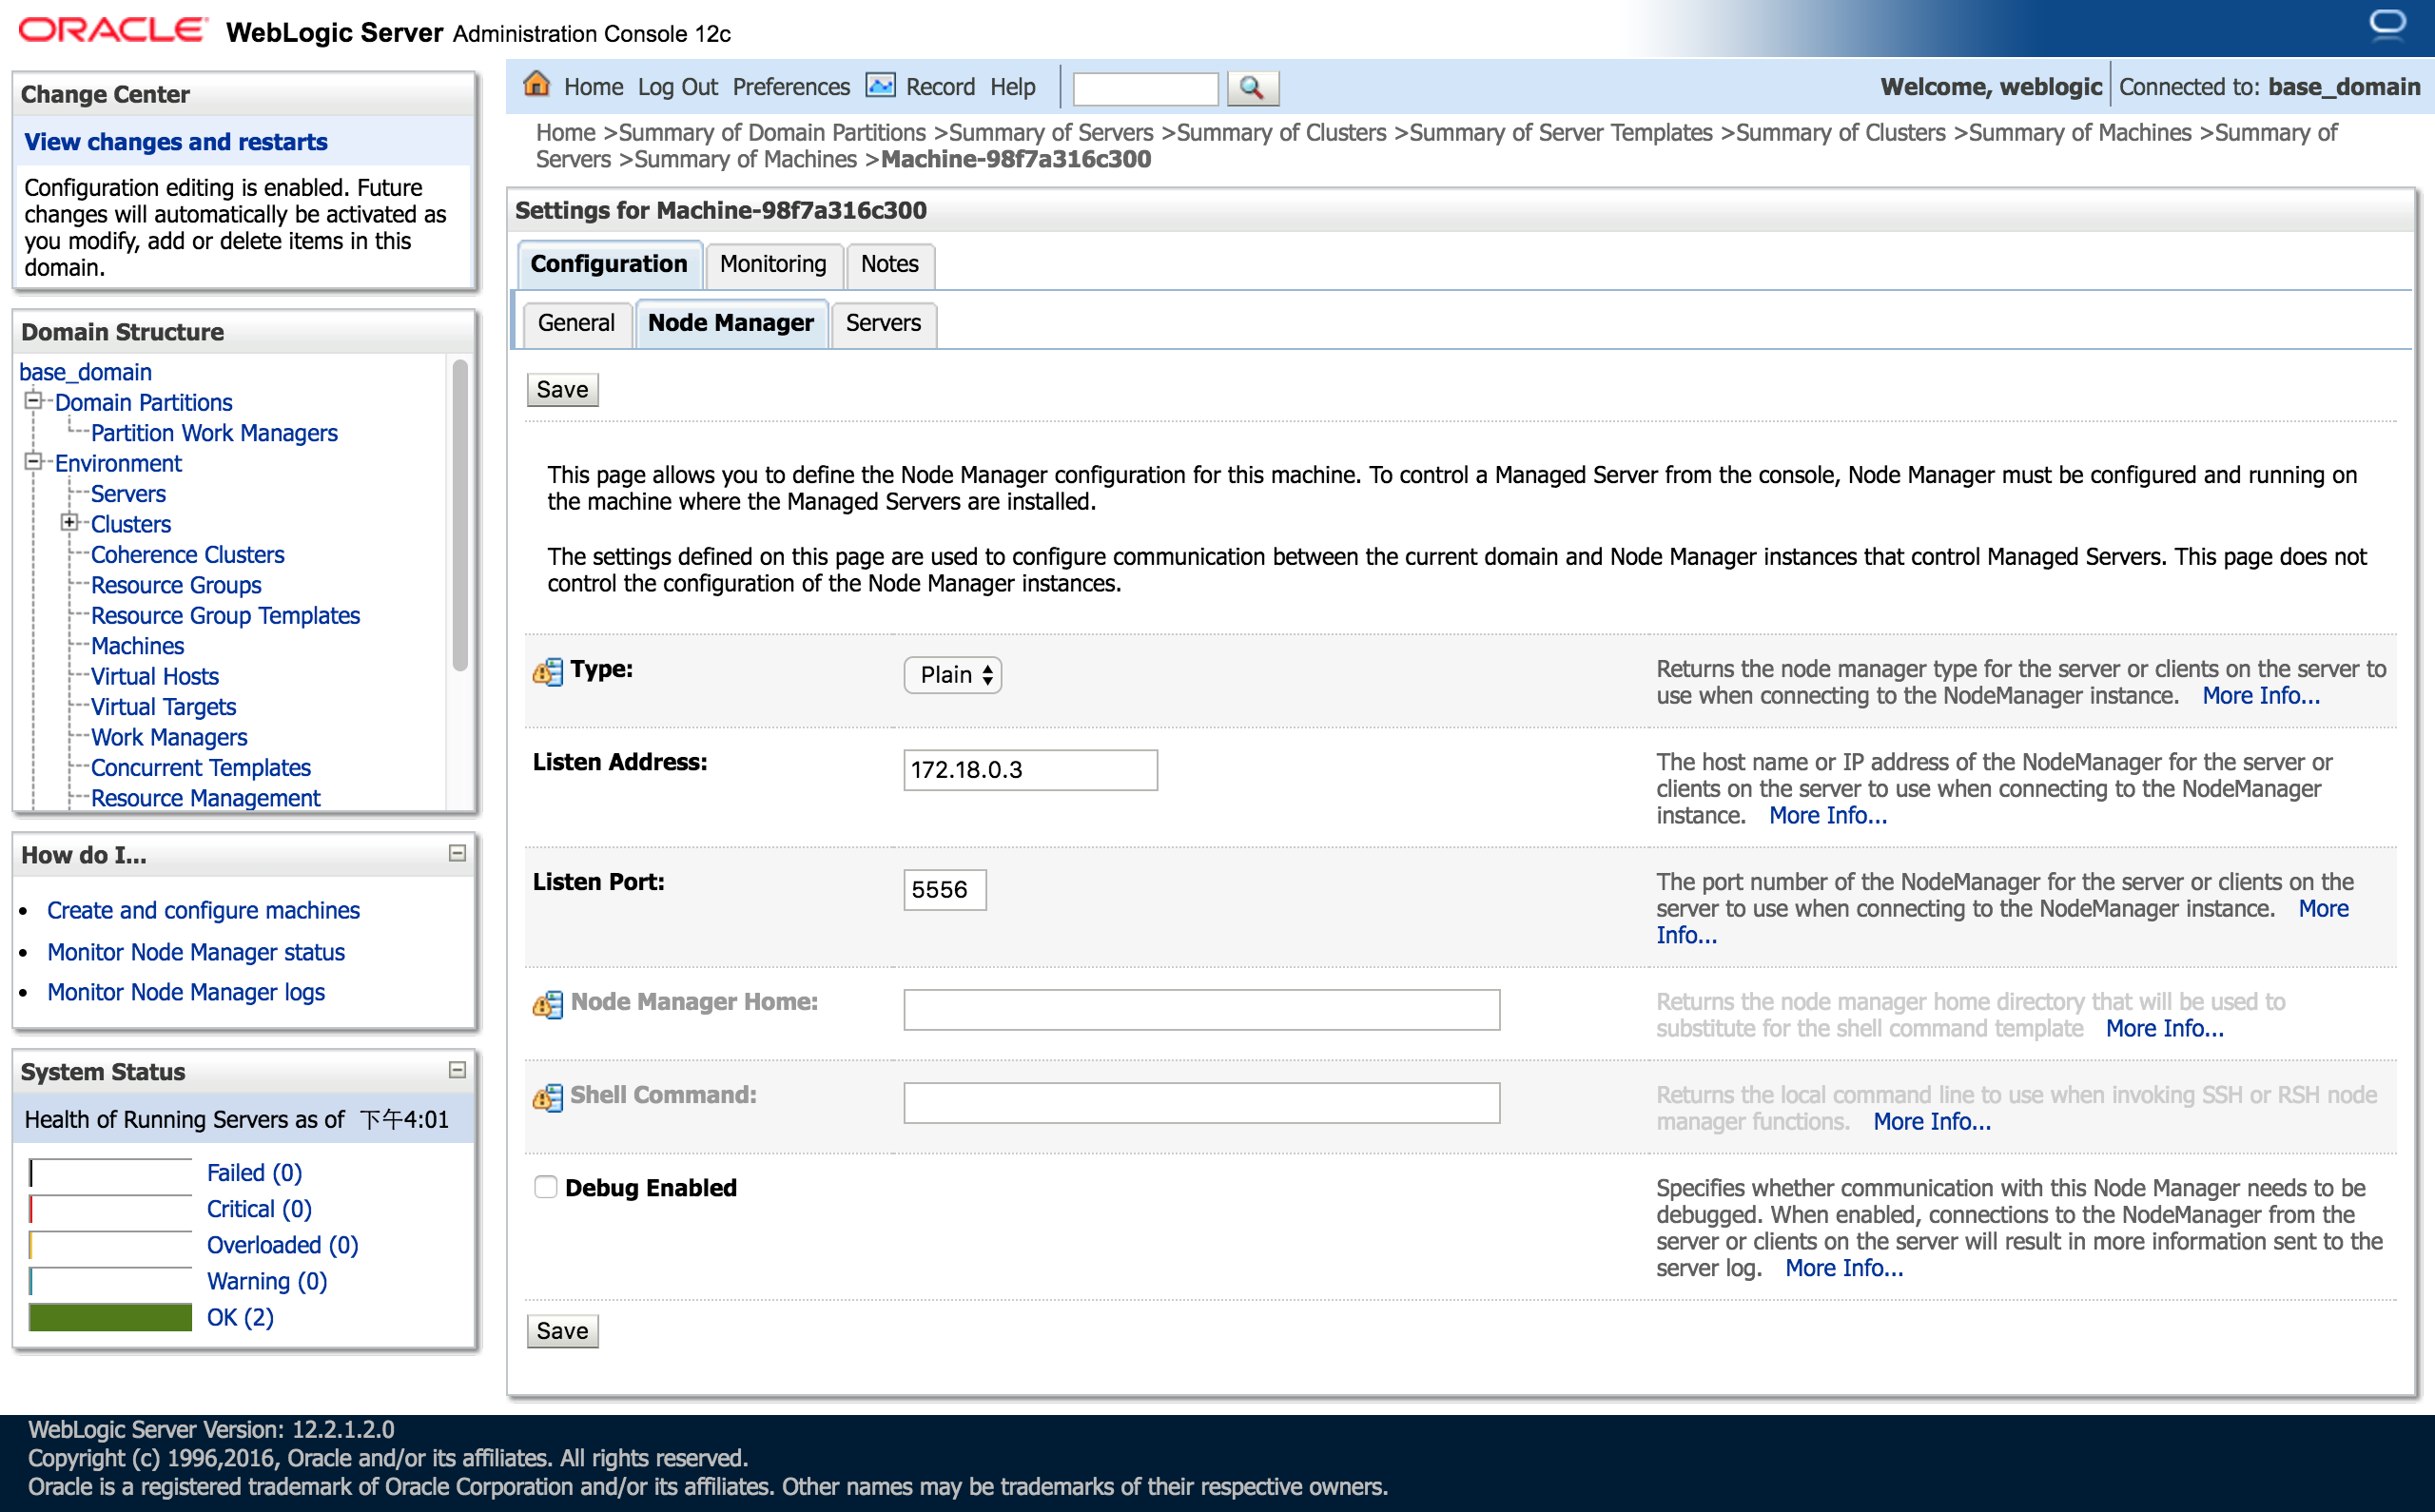 ORACLE WebLogic Server Administration Console 12c
Change Center
View changes and restarts
Configuration editing is enabled. Future
changes will automatically be activated as
you modify, add or delete items in this
domain.
Domain Structure
base_domain
Domain Partitions
Partition Work Managers
Environment
Servers
Clusters
Coherence Clusters
Resource Groups
Resource Group Templates
Machines
Virtual Hosts
Virtual Targets
Work Managers
Concurrent Templates
Resource Management
How do I...
Create and configure machines
Monitor Node Manager status
Monitor Node Manager logs
System Status
Health of Running Servers as of 下午4:01
Failed (0)
Critical (0)
Overloaded (0)
Warning (0)
OK (2)
Home Log Out Preferences Record Help
Welcome, weblogic Connected to: base_domain
Home >Summary of Domain Partitions >Summary of Servers >Summary of Clusters >Summary of Server Templates >Summary of Clusters >Summary of Machines >Summary of
Servers >Summary of Machines >Machine-98f7a316c300
Settings for Machine-98f7a316c300
Configuration Monitoring Notes
General Node Manager Servers
Save
This page allows you to define the Node Manager configuration for this machine. To control a Managed Server from the console, Node Manager must be configured and running on
the machine where the Managed Servers are installed.
The settings defined on this page are used to configure communication between the current domain and Node Manager instances that control Managed Servers. This page does not
control the configuration of the Node Manager instances.
Type: Plain
Returns the node manager type for the server or clients on the server to
use when connecting to the NodeManager instance. More Info...
Listen Address: 172.18.0.3
The host name or IP address of the NodeManager for the server or
clients on the server to use when connecting to the NodeManager
instance. More Info...
Listen Port: 5556
The port number of the NodeManager for the server or clients on the
server to use when connecting to the NodeManager instance. More
Info...
Node Manager Home:
Returns the node manager home directory that will be used to
substitute for the shell command template More Info...
Shell Command:
Returns the local command line to use when invoking SSH or RSH node
manager functions. More Info...
Debug Enabled
Specifies whether communication with this Node Manager needs to be
debugged. When enabled, connections to the NodeManager from the
server or clients on the server will result in more information sent to the
server log. More Info...
Save
WebLogic Server Version: 12.2.1.2.0
Copyright (c) 1996,2016, Oracle and/or its affiliates. All rights reserved.
Oracle is a registered trademark of Oracle Corporation and/or its affiliates. Other names may be trademarks of their respective owners.